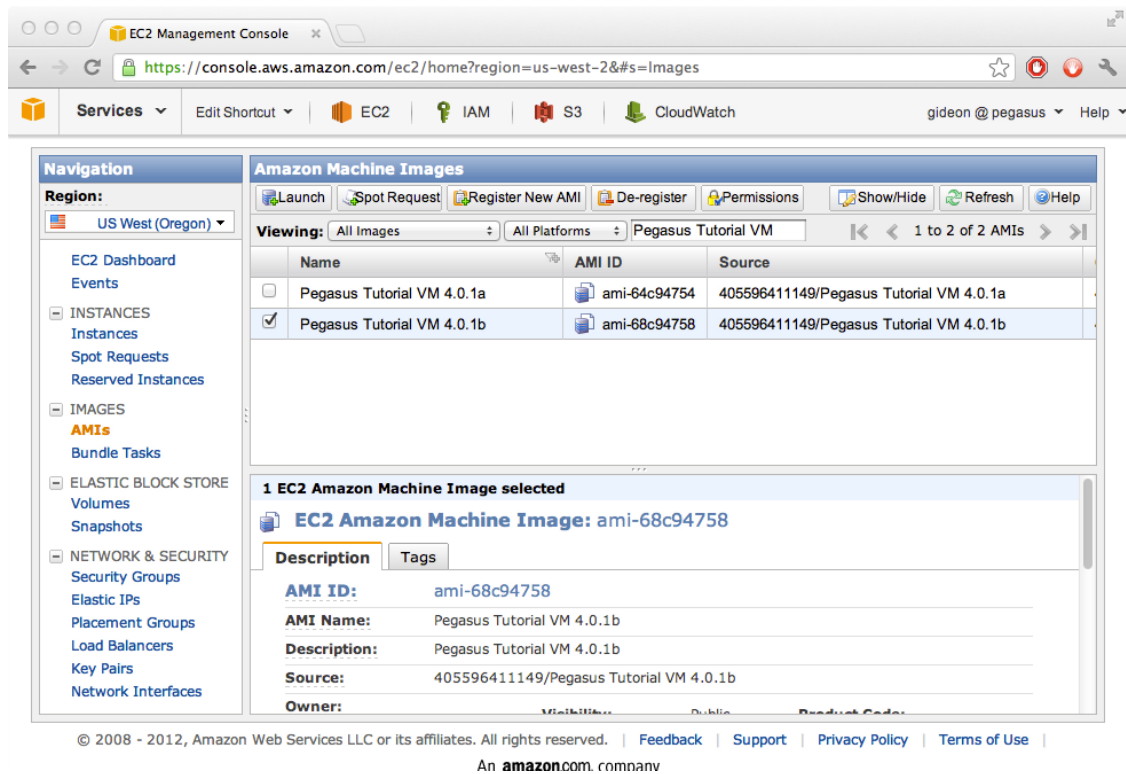 EC2 Management Console
https://console.aws.amazon.com/ec2/home?region=us-west-2&#s=Images
Services Edit Shortcut EC2 IAM S3 CloudWatch gideon @ pegasus Help
Navigation
Region:
US West (Oregon)
EC2 Dashboard
Events
INSTANCES
Instances
Spot Requests
Reserved Instances
IMAGES
AMIs
Bundle Tasks
ELASTIC BLOCK STORE
Volumes
Snapshots
NETWORK & SECURITY
Security Groups
Elastic IPs
Placement Groups
Load Balancers
Key Pairs
Network Interfaces
Amazon Machine Images
Launch Spot Request Register New AMI De-register Permissions Show/Hide Refresh Help
Viewing: All Images All Platforms Pegasus Tutorial VM 1 to 2 of 2 AMIs
Name AMI ID Source
Pegasus Tutorial VM 4.0.1a ami-64c94754 405596411149/Pegasus Tutorial VM 4.0.1a
Pegasus Tutorial VM 4.0.1b ami-68c94758 405596411149/Pegasus Tutorial VM 4.0.1b
1 EC2 Amazon Machine Image selected
EC2 Amazon Machine Image: ami-68c94758
Description Tags
AMI ID: ami-68c94758
AMI Name: Pegasus Tutorial VM 4.0.1b
Description: Pegasus Tutorial VM 4.0.1b
Source: 405596411149/Pegasus Tutorial VM 4.0.1b
Owner: Visibility: Public Product Code:
© 2008 - 2012, Amazon Web Services LLC or its affiliates. All rights reserved. | Feedback | Support | Privacy Policy | Terms of Use |
An amazon.com. company